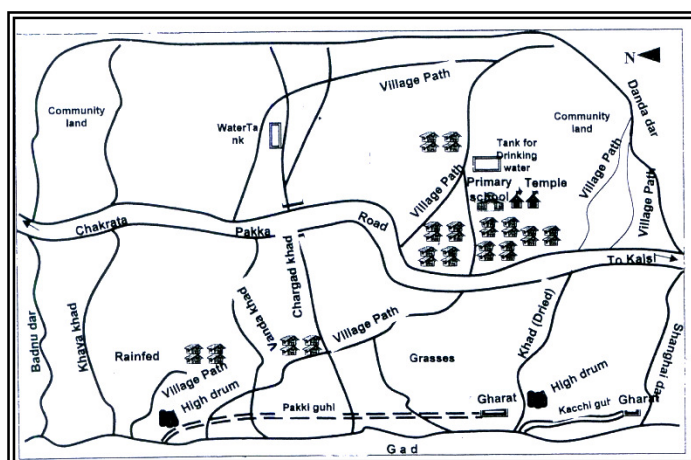 N
Danda dar
Village Path
Community
land
WaterTa
nk
Community
land
Tank for
Drinking
water
Village Path
Village Path
Village Path
Primary
school
Temple
Chakrata
Pakka
Road
To Kalsi
Badnu dar
Khaya khad
Vanda khad
Chargad khad
Village Path
Khad (Dried)
Shanghai dar
Rainfed
Grasses
Village Path
High drum
High drum
Pakki guhl
Gharat
Kacchi gut
Gharat
Gad